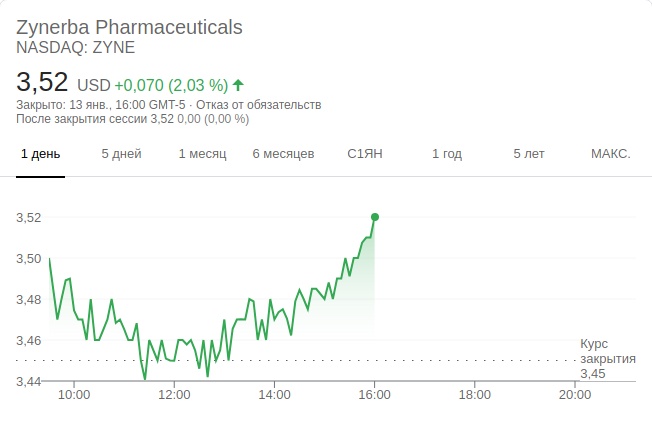 Zynerba Pharmaceuticals
NASDAQ: ZYNE
3,52 USD +0,070 (2,03 %)
Закрыто: 13 янв., 16:00 GMT-5 · Отказ от обязательств
После закрытия сессии 3,52 0,00 (0,00 %)
1 день 5 дней 1 месяц 6 месяцев С1ЯН 1 год 5 лет МАКС.
3,52
3,50
3,48
3,46
Курс
закрытия
3,45
3,44
10:00 12:00 14:00 16:00 18:00 20:00